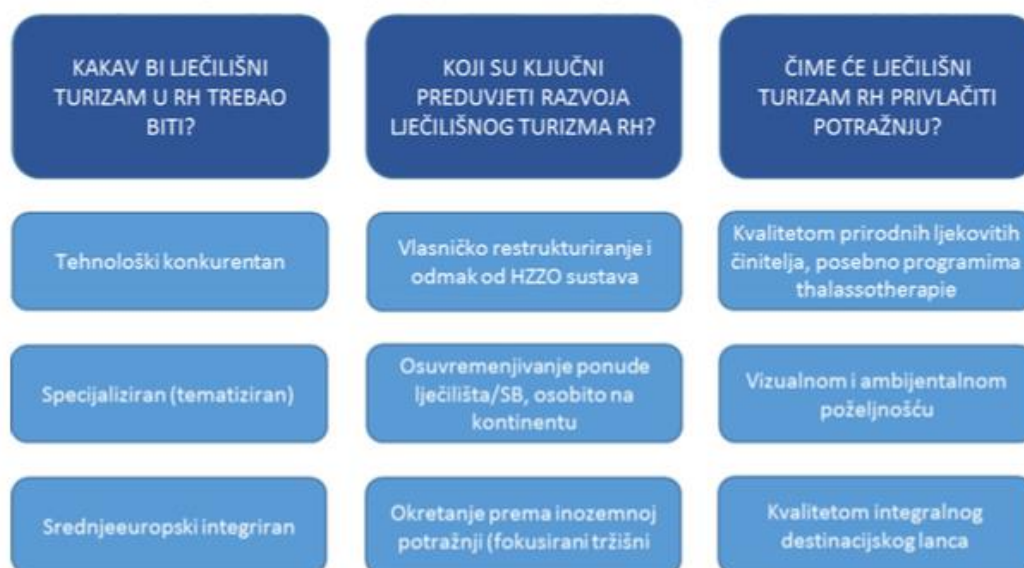 KAKAV BI LJEČILIŠNI
TURIZAM U RH TREBAO
BITI?
Tehnološki konkurentan
Specijaliziran (tematiziran)
Srednjeeuropski integriran
KOJI SU KLJUČNI
PREDUVJETI RAZVOJA
LJEČILIŠNOG TURIZMA RH?
Vlasničko restrukturiranje i
odmak od HZZO sustava
Osuvremenjivanje ponude
lječilišta/SB, osobito na
kontinentu
Okretanje prema inozemnoj
potražnji (fokusirani tržišni
ČIME ĆE LJEČILIŠNI
TURIZAM RH PRIVLAČITI
POTRAŽNJU?
Kvalitetom prirodnih ljekovitih
činitelja, posebno programima
thalassotherapie
Vizualnom i ambijentalnom
poželjnošću
Kvalitetom integralnog
destinacijskog lanca